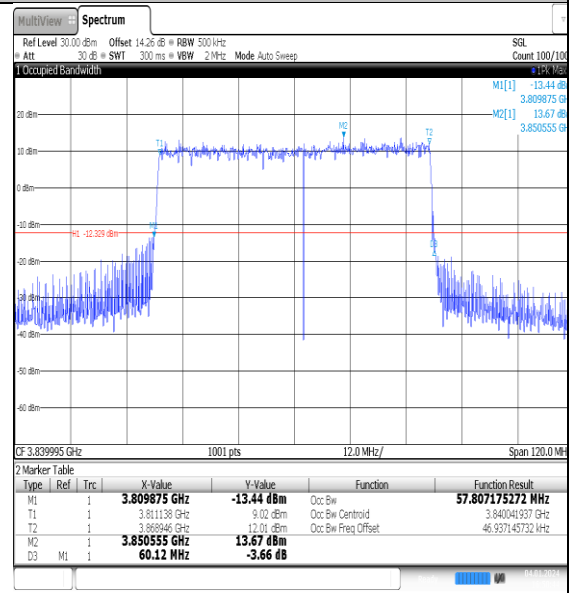 MultiView Spectrum
Ref Level 30.00 dBm Offset 14.26 dB RBW 500 kHz SGL
Att 30 dB SWT 300 ms VBW 2 MHz Mode Auto Sweep Count 100/100
1 Occupied Bandwidth 1Pk Max
M1[1] -13.44 dB
3.809875 GH
M2[1] 13.67 dB
3.850555 GH
20 dBm
M2
T2
T1
10 dBm
0 dBm
-10 dBm
M1
H1 -12.329 dBm
D3
-20 dBm
-30 dBm
-40 dBm
-50 dBm
-60 dBm
CF 3.839995 GHz 1001 pts 12.0 MHz/ Span 120.0 MH
2 Marker Table
Type Ref Trc X-Value Y-Value Function Function Result
M1 1 3.809875 GHz -13.44 dBm Occ Bw 57.807175272 MHz
T1 1 3.811138 GHz 9.02 dBm Occ Bw Centroid 3.840041937 GHz
T2 1 3.868946 GHz 12.01 dBm Occ Bw Freq Offset 46.937145732 kHz
M2 1 3.850555 GHz 13.67 dBm
D3 M1 1 60.12 MHz -3.66 dB